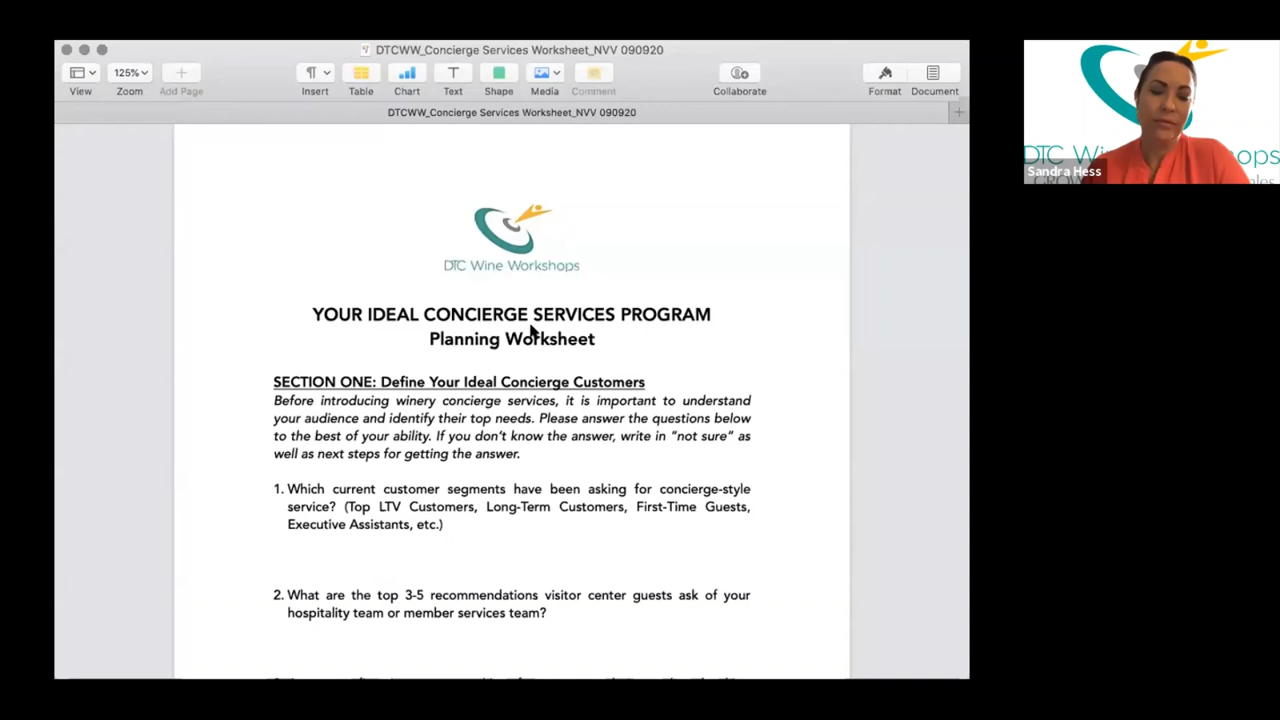 DTCWW_Concierge Services Worksheet_NVV 090920
125%
View
Zoom
Add Page
Insert
Table
Chart
Text
Shape
Media
Comment
Collaborate
Format
Document
DTCWW_Concierge Services Worksheet_NVV 090920
DTC Wine Workshops
YOUR IDEAL CONCIERGE SERVICES PROGRAM
Planning Worksheet
SECTION ONE: Define Your Ideal Concierge Customers
Before introducing winery concierge services, it is important to understand
your audience and identify their top needs. Please answer the questions below
to the best of your ability. If you don't know the answer, write in "not sure" as
well as next steps for getting the answer.
1. Which current customer segments have been asking for concierge-style
service? (Top LTV Customers, Long-Term Customers, First-Time Guests,
Executive Assistants, etc.)
2. What are the top 3-5 recommendations visitor center guests ask of your
hospitality team or member services team?
DTC W ops
Sandra Hess